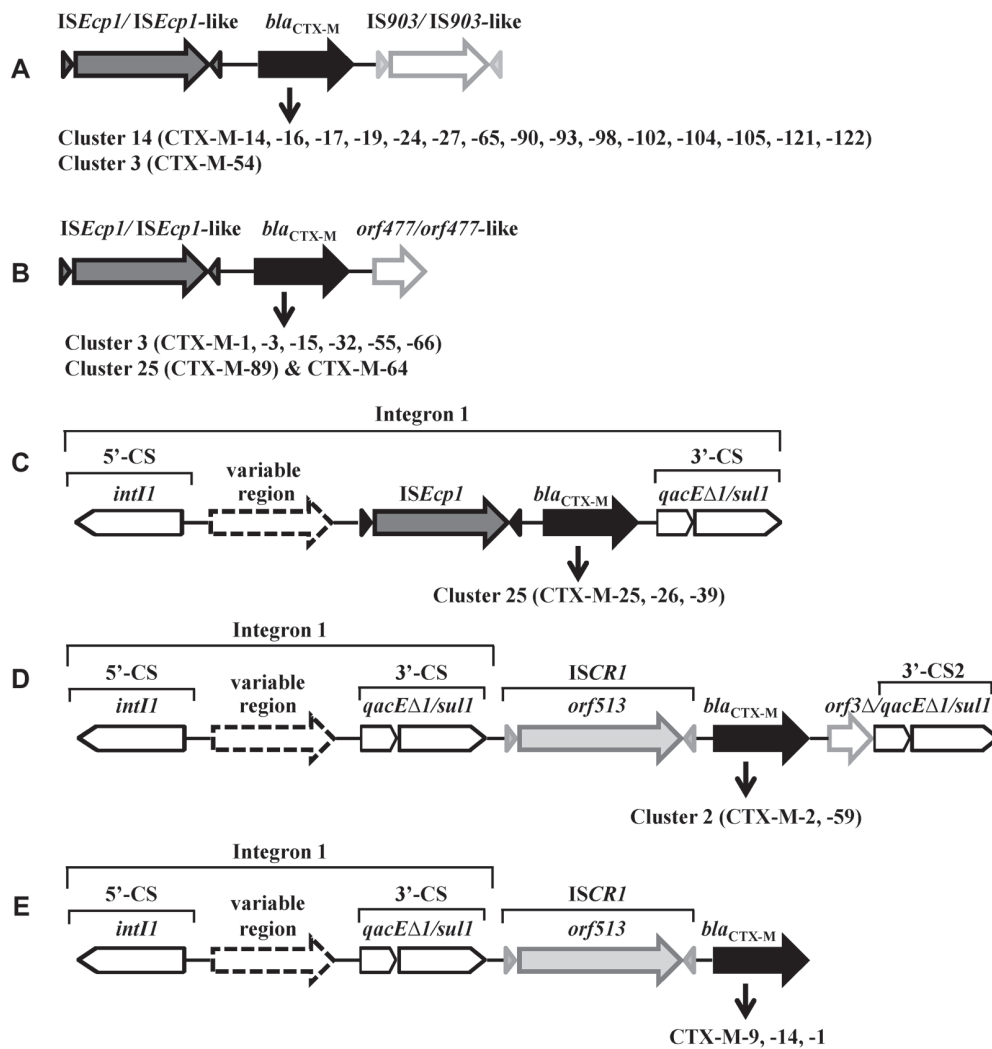 A
ISEcp1/ ISEcp1-like blaCTX-M IS903/ IS903-like
Cluster 14 (CTX-M-14, -16, -17, -19, -24, -27, -65, -90, -93, -98, -102, -104, -105, -121, -122)
Cluster 3 (CTX-M-54)
B
ISEcp1/ ISEcp1-like blaCTX-M orf477/orf477-like
Cluster 3 (CTX-M-1, -3, -15, -32, -55, -66)
Cluster 25 (CTX-M-89) & CTX-M-64
C
Integron 1
5’-CS variable 3’-CS
intI1 region ISEcp1 blaCTX-M qacEΔ1/sul1
Cluster 25 (CTX-M-25, -26, -39)
D
Integron 1
5’-CS variable 3’-CS ISCR1 3’-CS2
intI1 region qacEΔ1/sul1 orf513 blaCTX-M orf3Δ/qacEΔ1/sul1
Cluster 2 (CTX-M-2, -59)
E
Integron 1
5’-CS variable 3’-CS ISCR1
intI1 region qacEΔ1/sul1 orf513 blaCTX-M
CTX-M-9, -14, -1